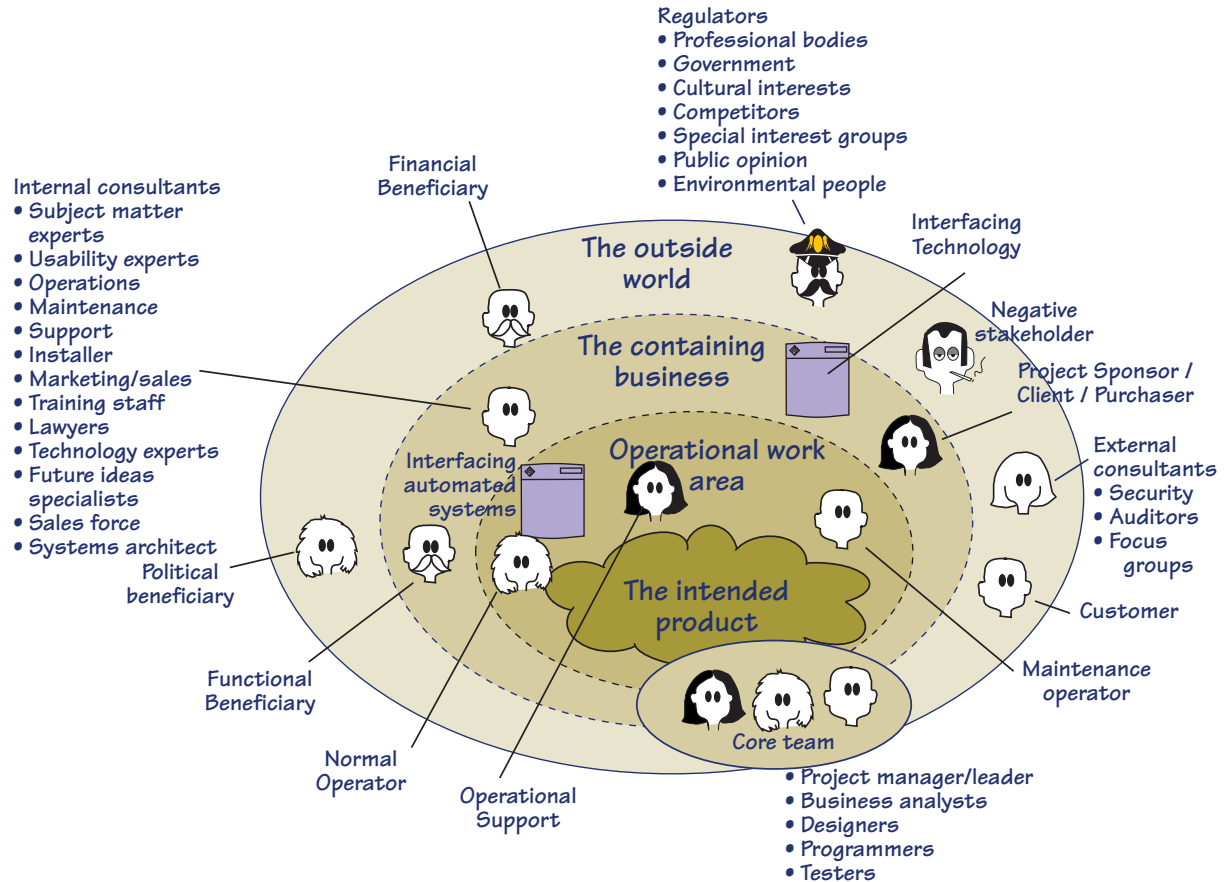 Regulators
• Professional bodies
• Government
• Cultural interests
• Competitors
• Special interest groups
• Public opinion
• Environmental people
Financial
Beneficiary
Internal consultants
• Subject matter
experts
• Usability experts
• Operations
• Maintenance
• Support
• Installer
• Marketing/sales
• Training staff
• Lawyers
• Technology experts
• Future ideas
specialists
• Sales force
• Systems architect
Political
beneficiary
The outside
world
Interfacing
Technology
Negative
stakeholder
The containing
business
Project Sponsor /
Client / Purchaser
Operational work
area
Interfacing
automated
systems
External
consultants
• Security
• Auditors
• Focus
groups
The intended
product
Customer
Maintenance
operator
Functional
Beneficiary
Core team
Normal
Operator
Operational
Support
• Project manager/leader
• Business analysts
• Designers
• Programmers
• Testers